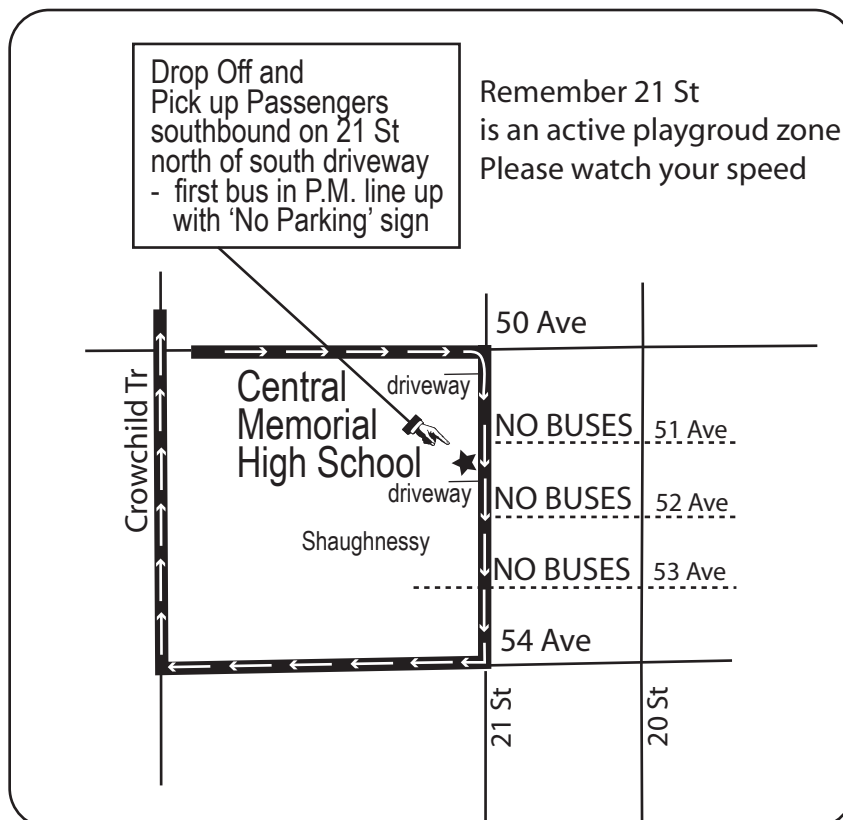 Drop Off and
Pick up Passengers
southbound on 21 St
north of south driveway
- first bus in P.M. line up
with ‘No Parking’ sign
Remember 21 St
is an active playgroud zone
Please watch your speed
50 Ave
Crowchild Tr
Central
Memorial
High School
driveway
NO BUSES 51 Ave
driveway
NO BUSES 52 Ave
Shaughnessy
NO BUSES 53 Ave
54 Ave
21 St
20 St